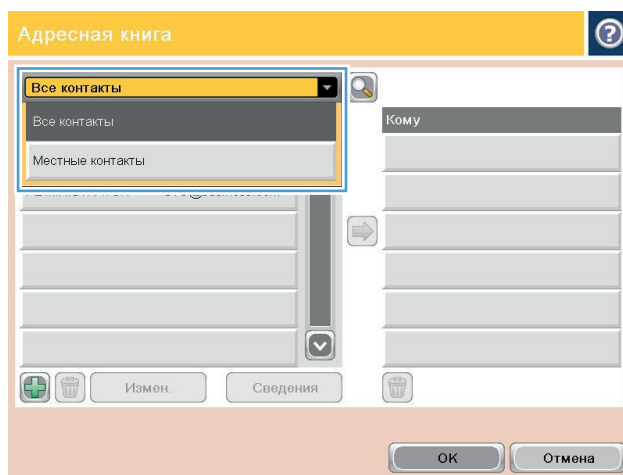 Адресная книга
?
Все контакты
Все контакты
Местные контакты
Кому
Измен.
Сведения
OK
Отмена